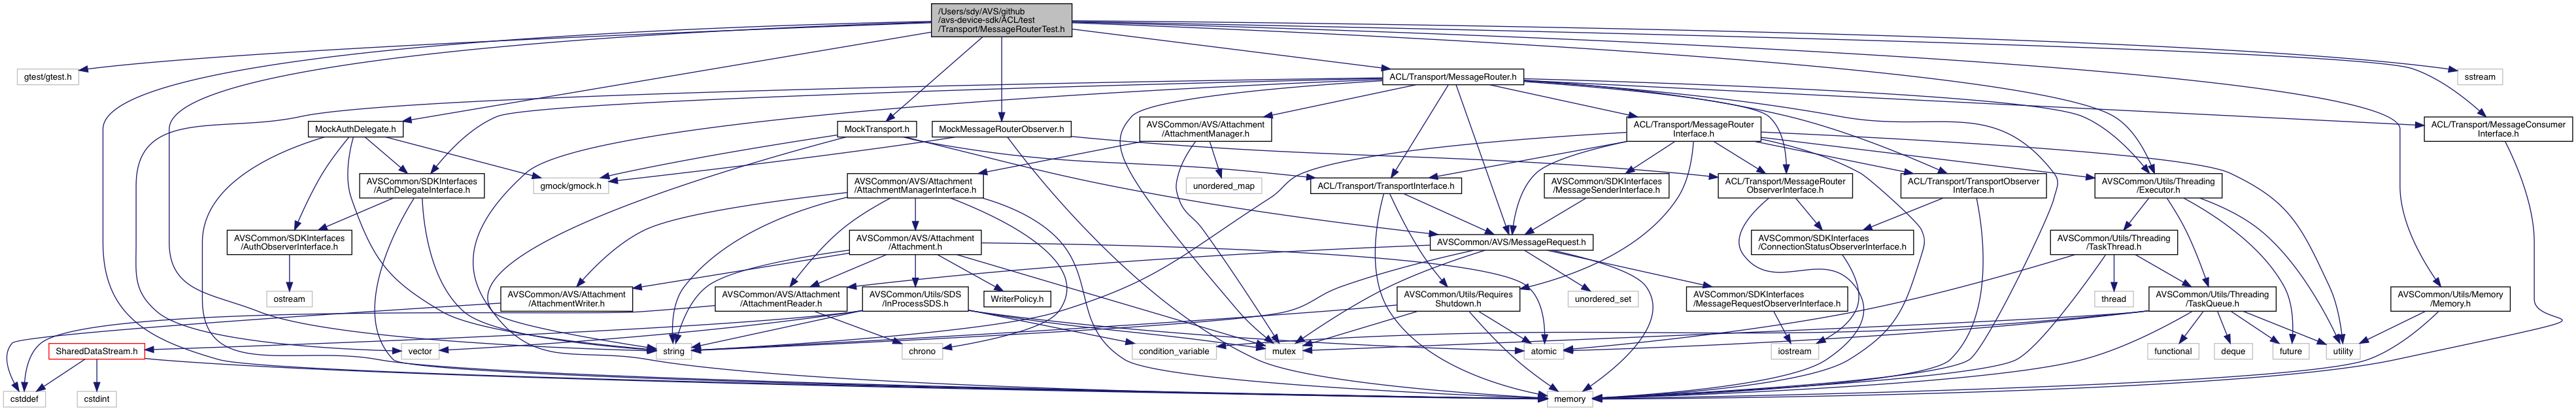 /Users/sdy/AVS/github
/avs-device-sdk/ACL/test
/Transport/MessageRouterTest.h
gtest/gtest.h
ACL/Transport/MessageRouter.h
sstream
MockAuthDelegate.h
MockTransport.h
MockMessageRouterObserver.h
AVSCommon/AVS/Attachment
/AttachmentManager.h
ACL/Transport/MessageRouter
Interface.h
ACL/Transport/MessageConsumer
Interface.h
AVSCommon/SDKInterfaces
/AuthDelegateInterface.h
gmock/gmock.h
AVSCommon/AVS/Attachment
/AttachmentManagerInterface.h
unordered_map
ACL/Transport/TransportInterface.h
AVSCommon/SDKInterfaces
/MessageSenderInterface.h
ACL/Transport/MessageRouter
ObserverInterface.h
ACL/Transport/TransportObserver
Interface.h
AVSCommon/Utils/Threading
/Executor.h
AVSCommon/SDKInterfaces
/AuthObserverInterface.h
AVSCommon/AVS/Attachment
/Attachment.h
AVSCommon/AVS/MessageRequest.h
AVSCommon/SDKInterfaces
/ConnectionStatusObserverInterface.h
AVSCommon/Utils/Threading
/TaskThread.h
ostream
AVSCommon/AVS/Attachment
/AttachmentWriter.h
AVSCommon/AVS/Attachment
/AttachmentReader.h
AVSCommon/Utils/SDS
/InProcessSDS.h
WriterPolicy.h
AVSCommon/Utils/Requires
Shutdown.h
unordered_set
AVSCommon/SDKInterfaces
/MessageRequestObserverInterface.h
thread
AVSCommon/Utils/Threading
/TaskQueue.h
AVSCommon/Utils/Memory
/Memory.h
SharedDataStream.h
vector
string
chrono
condition_variable
mutex
atomic
iostream
functional
deque
future
utility
cstddef
cstdint
memory